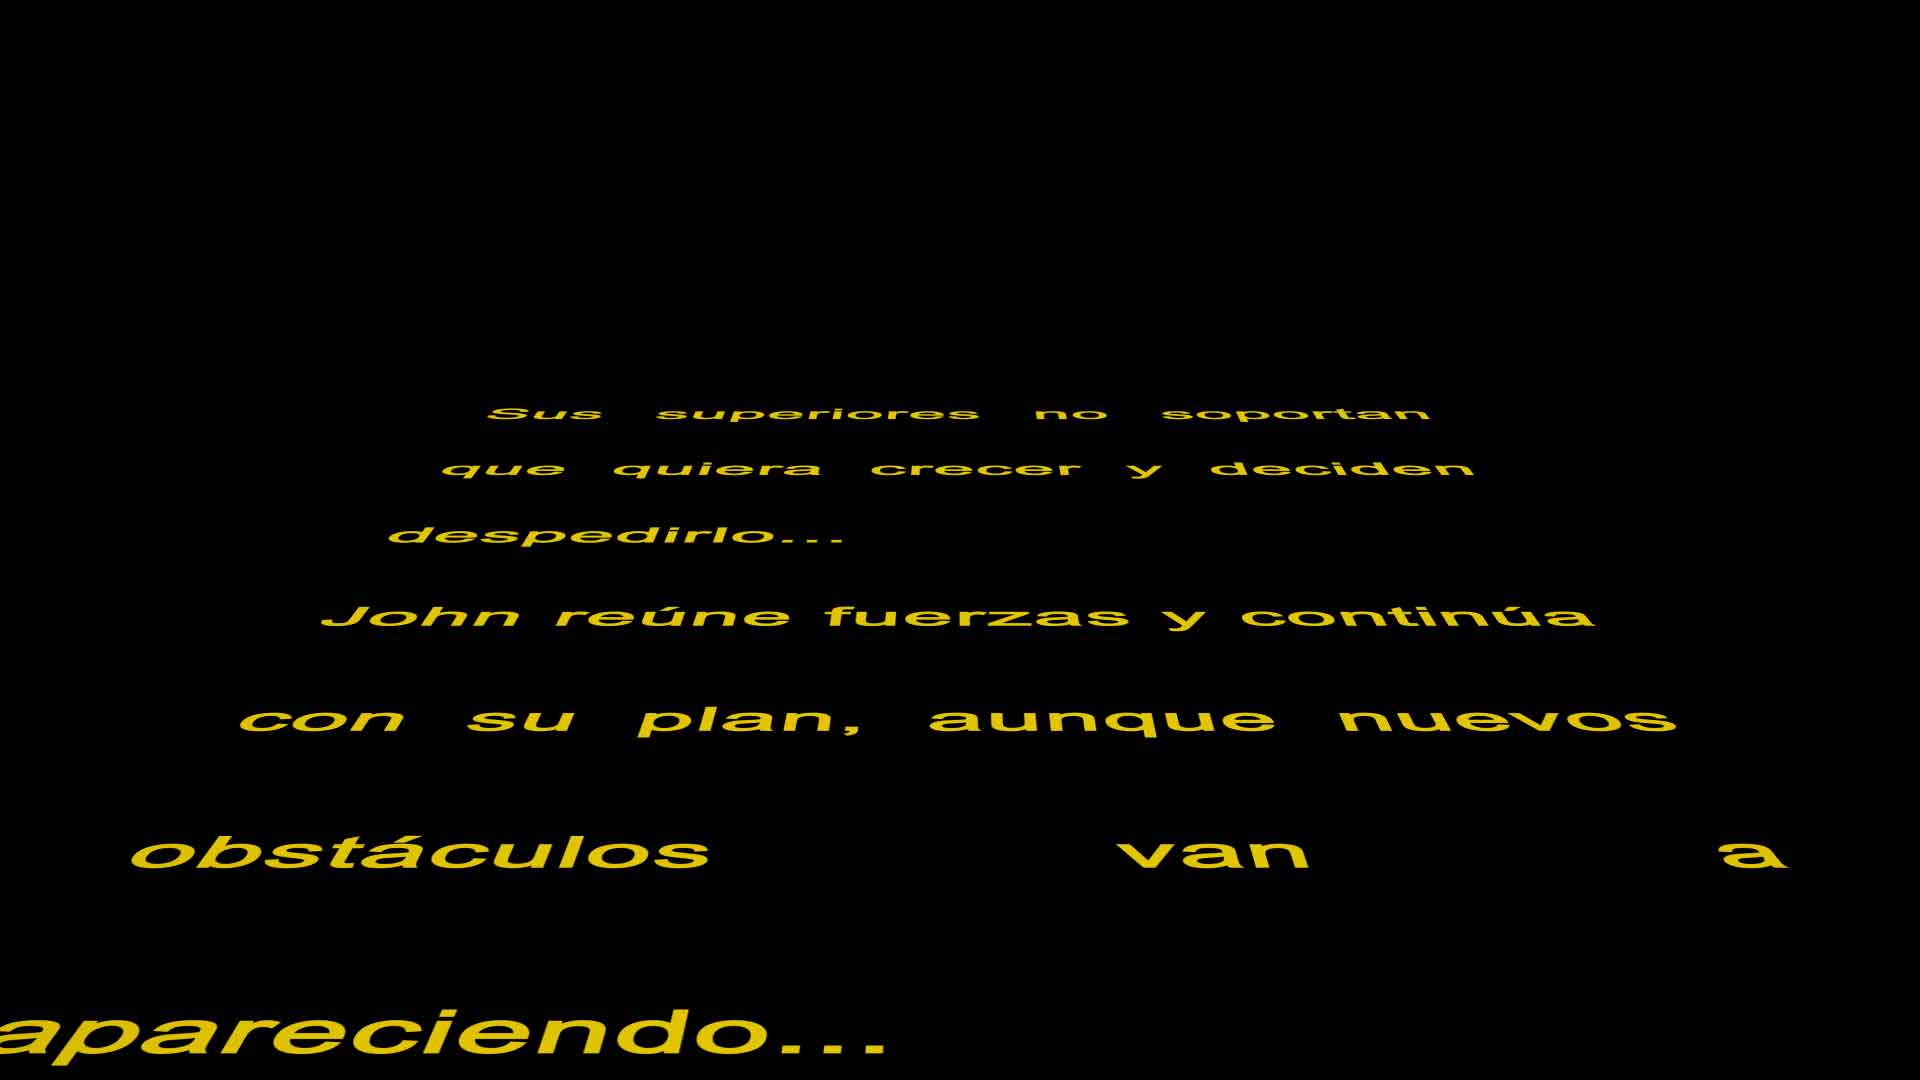 Sus superiores no soportan
que quiera crecer y deciden
despedirlo...
John reúne fuerzas y continúa
con su plan, aunque nuevos
obstáculos van a
apareciendo...